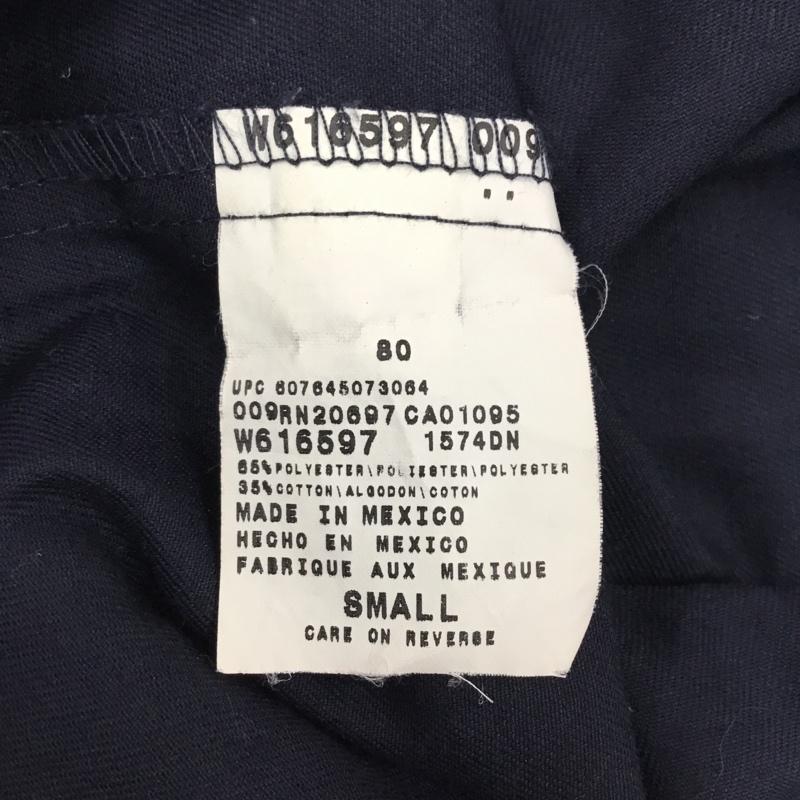 W616597 009
80
UPC 607645073064
009RN20697 CA01095
W616597 1574DN
65%POLYESTER\POLIESTER\POLYESTER
35%COTTON\ALGODON\COTON
MADE IN MEXICO
HECHO EN MEXICO
FABRIQUE AUX MEXIQUE
SMALL
CARE ON REVERSE